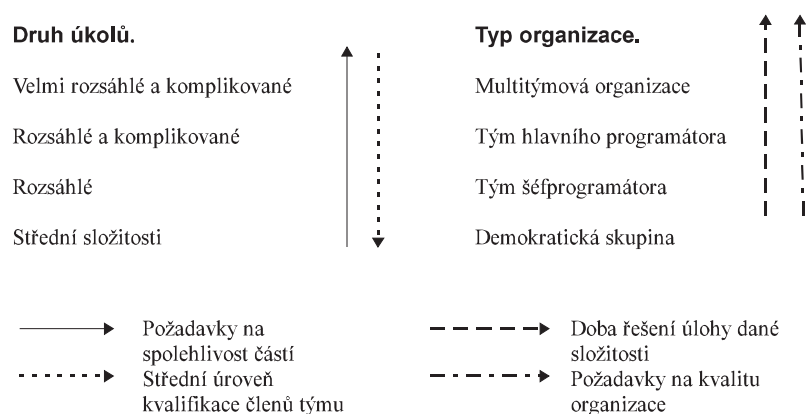 Druh úkolů.
Velmi rozsáhlé a komplikované
Rozsáhlé a komplikované
Rozsáhlé
Střední složitosti
Typ organizace.
Multitýmová organizace
Tým hlavního programátora
Tým šéfprogramátora
Demokratická skupina
Požadavky na
spolehlivost částí
Střední úroveň
kvalifikace členů týmu
Doba řešení úlohy dané
složitosti
Požadavky na kvalitu
organizace